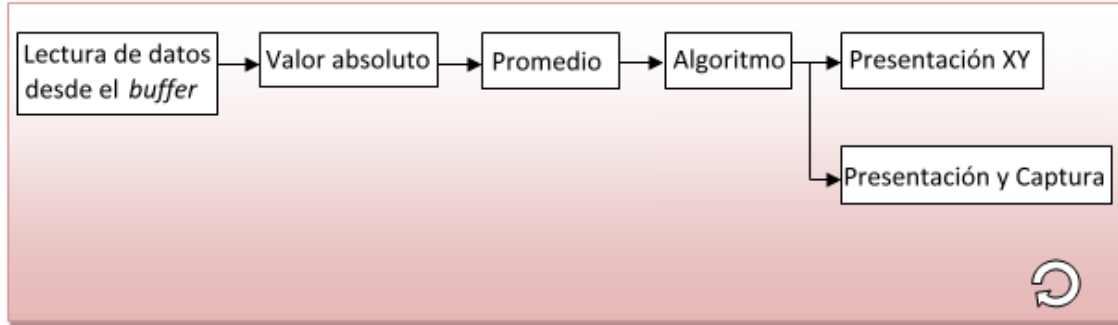 Lectura de datos
desde el buffer
Valor absoluto
Promedio
Algoritmo
Presentación XY
Presentación y Captura